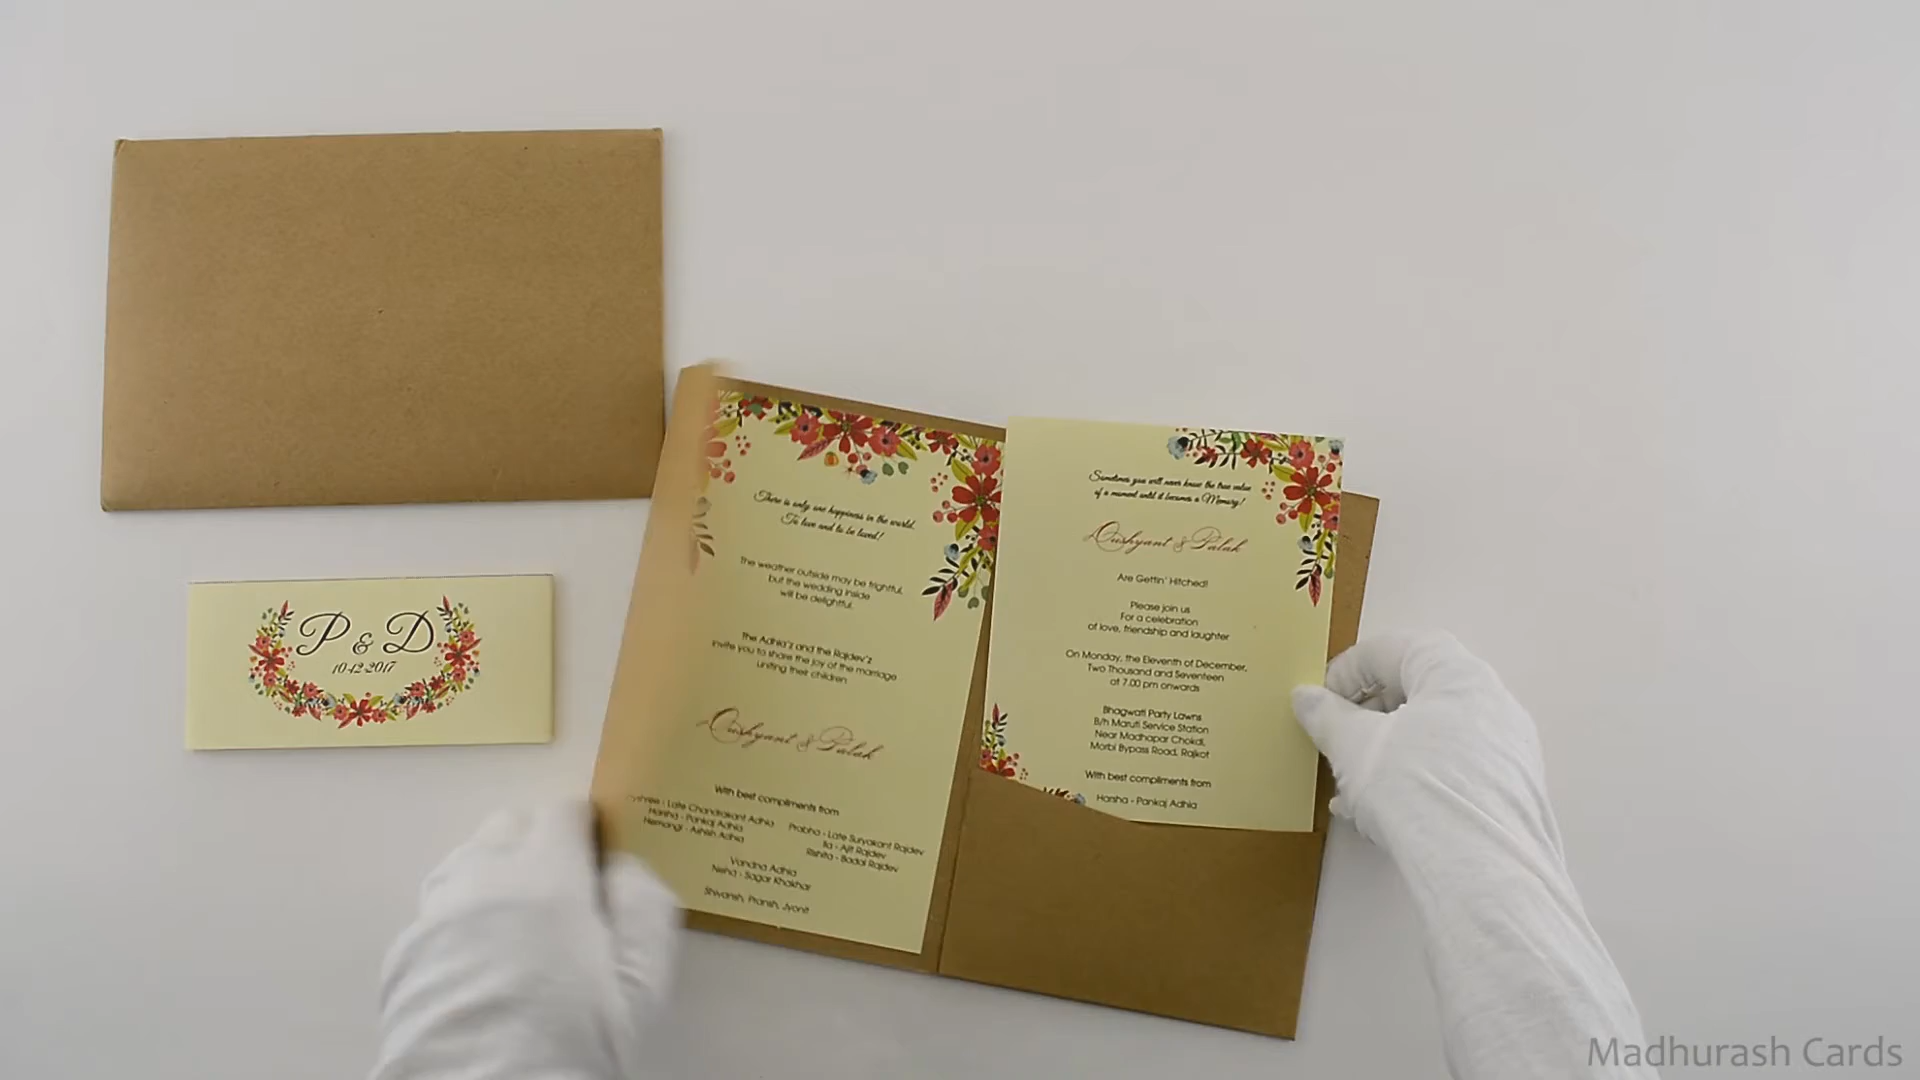 P & D
10-12-2017
There is only one happiness in the world,
To love and to be loved!
The weather outside may be frightful,
but the wedding inside
will be delightful.
The Adhia'z and the Rajdev'z
invite you to share the joy of the marriage
uniting their children
Dushyant & Palak
With best compliments from
Late Chandrakant Adhia
Harsha - Pankaj Adhia
Hemangi - Ashish Adhia
Prabha - Late Suryakant Rajdev
Ila - Ajit Rajdev
Rishita - Badal Rajdev
Vandna Adhia
Neha - Sagar Khakhar
Shivansh, Pransh, Jyonit
Sometimes you will never know the true value
of a moment until it becomes a Memory!
Dushyant & Palak
Are Gettin' Hitched!
Please join us
For a celebration
of love, friendship and laughter
On Monday, the Eleventh of December,
Two Thousand and Seventeen
at 7.00 pm onwards
Bhagwati Party Lawns
B/h Maruti Service Station
Near Madhapar Chokdi,
Morbi Bypass Road, Rajkot
With best compliments from
Harsha - Pankaj Adhia
Madhurash Cards